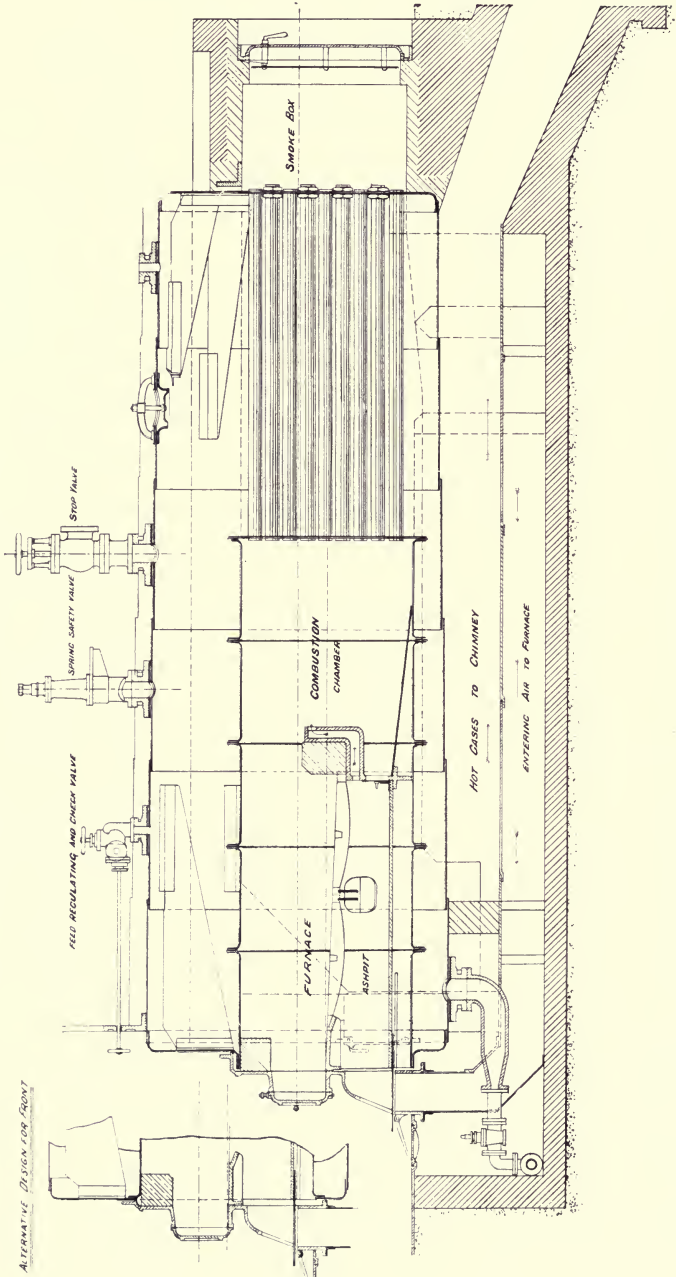 ALTERNATIVE DESIGN FOR FRONT
FEED REGULATING AND CHECK VALVE
SPRING SAFETY VALVE
STOP VALVE
FURNACE
ASHPIT
COMBUSTION
CHAMBER
SMOKE BOX
HOT GASES TO CHIMNEY
ENTERING AIR TO FURNACE